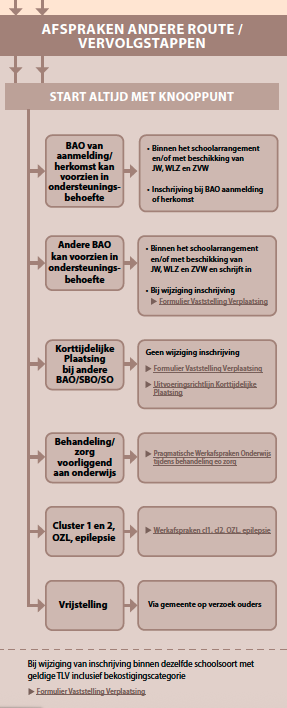 AFSPRAKEN ANDERE ROUTE /
VERVOLGSTAPPEN
START ALTIJD MET KNOOPPUNT
BAO van
aanmelding/
herkomst kan
voorzien in
ondersteunings-
behoefte
• Binnen het schoolarrangement
en/of met beschikking van
JW, WLZ en ZVW
• Inschrijving bij BAO aanmelding
of herkomst
Andere BAO
kan voorzien in
ondersteunings-
behoefte
• Binnen het schoolarrangement
en/of met beschikking van
JW, WLZ en ZVW en schrijft in
• Bij wijziging inschrijving
▶ Formulier Vaststelling Verplaatsing
Korttijdelijke
Plaatsing
bij andere
BAO/SBO/SO
Geen wijziging inschrijving
▶ Formulier Vaststelling Verplaatsing
▶ Uitvoeringsrichtlijn Korttijdelijke
Plaatsing
Behandeling/
zorg
voorliggend
aan onderwijs
▶ Pragmatische Werkafspraken Onderwijs
tijdens behandeling eo zorg
Cluster 1 en 2,
OZL, epilepsie
▶ Werkafspraken cl1, cl2, OZL, epilepsie
Vrijstelling
Via gemeente op verzoek ouders
Bij wijziging van inschrijving binnen dezelfde schoolsoort met
geldige TLV inclusief bekostigingscategorie
▶ Formulier Vaststelling Verplaatsing